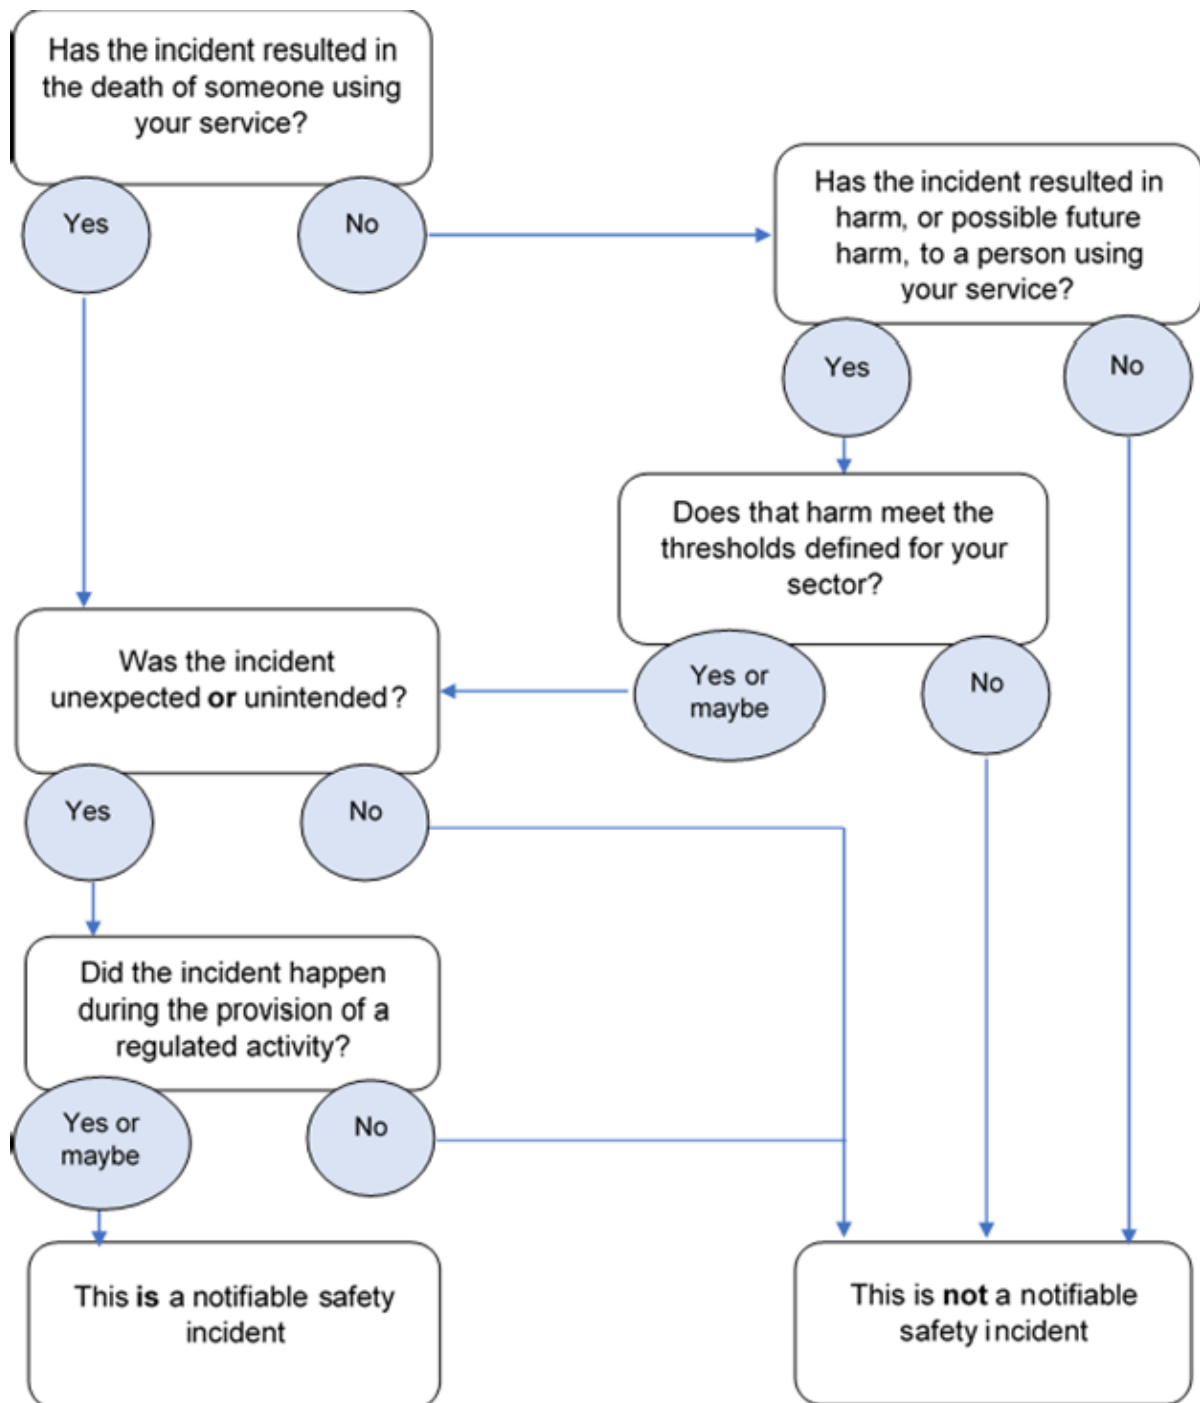 Has the incident resulted in
the death of someone using
your service?
Yes
No
Has the incident resulted in
harm, or possible future
harm, to a person using
your service?
Yes
No
Does that harm meet the
thresholds defined for your
sector?
Yes or
maybe
No
Was the incident
unexpected or unintended?
Yes
No
Did the incident happen
during the provision of a
regulated activity?
Yes or
maybe
No
This is a notifiable safety
incident
This is not a notifiable
safety incident